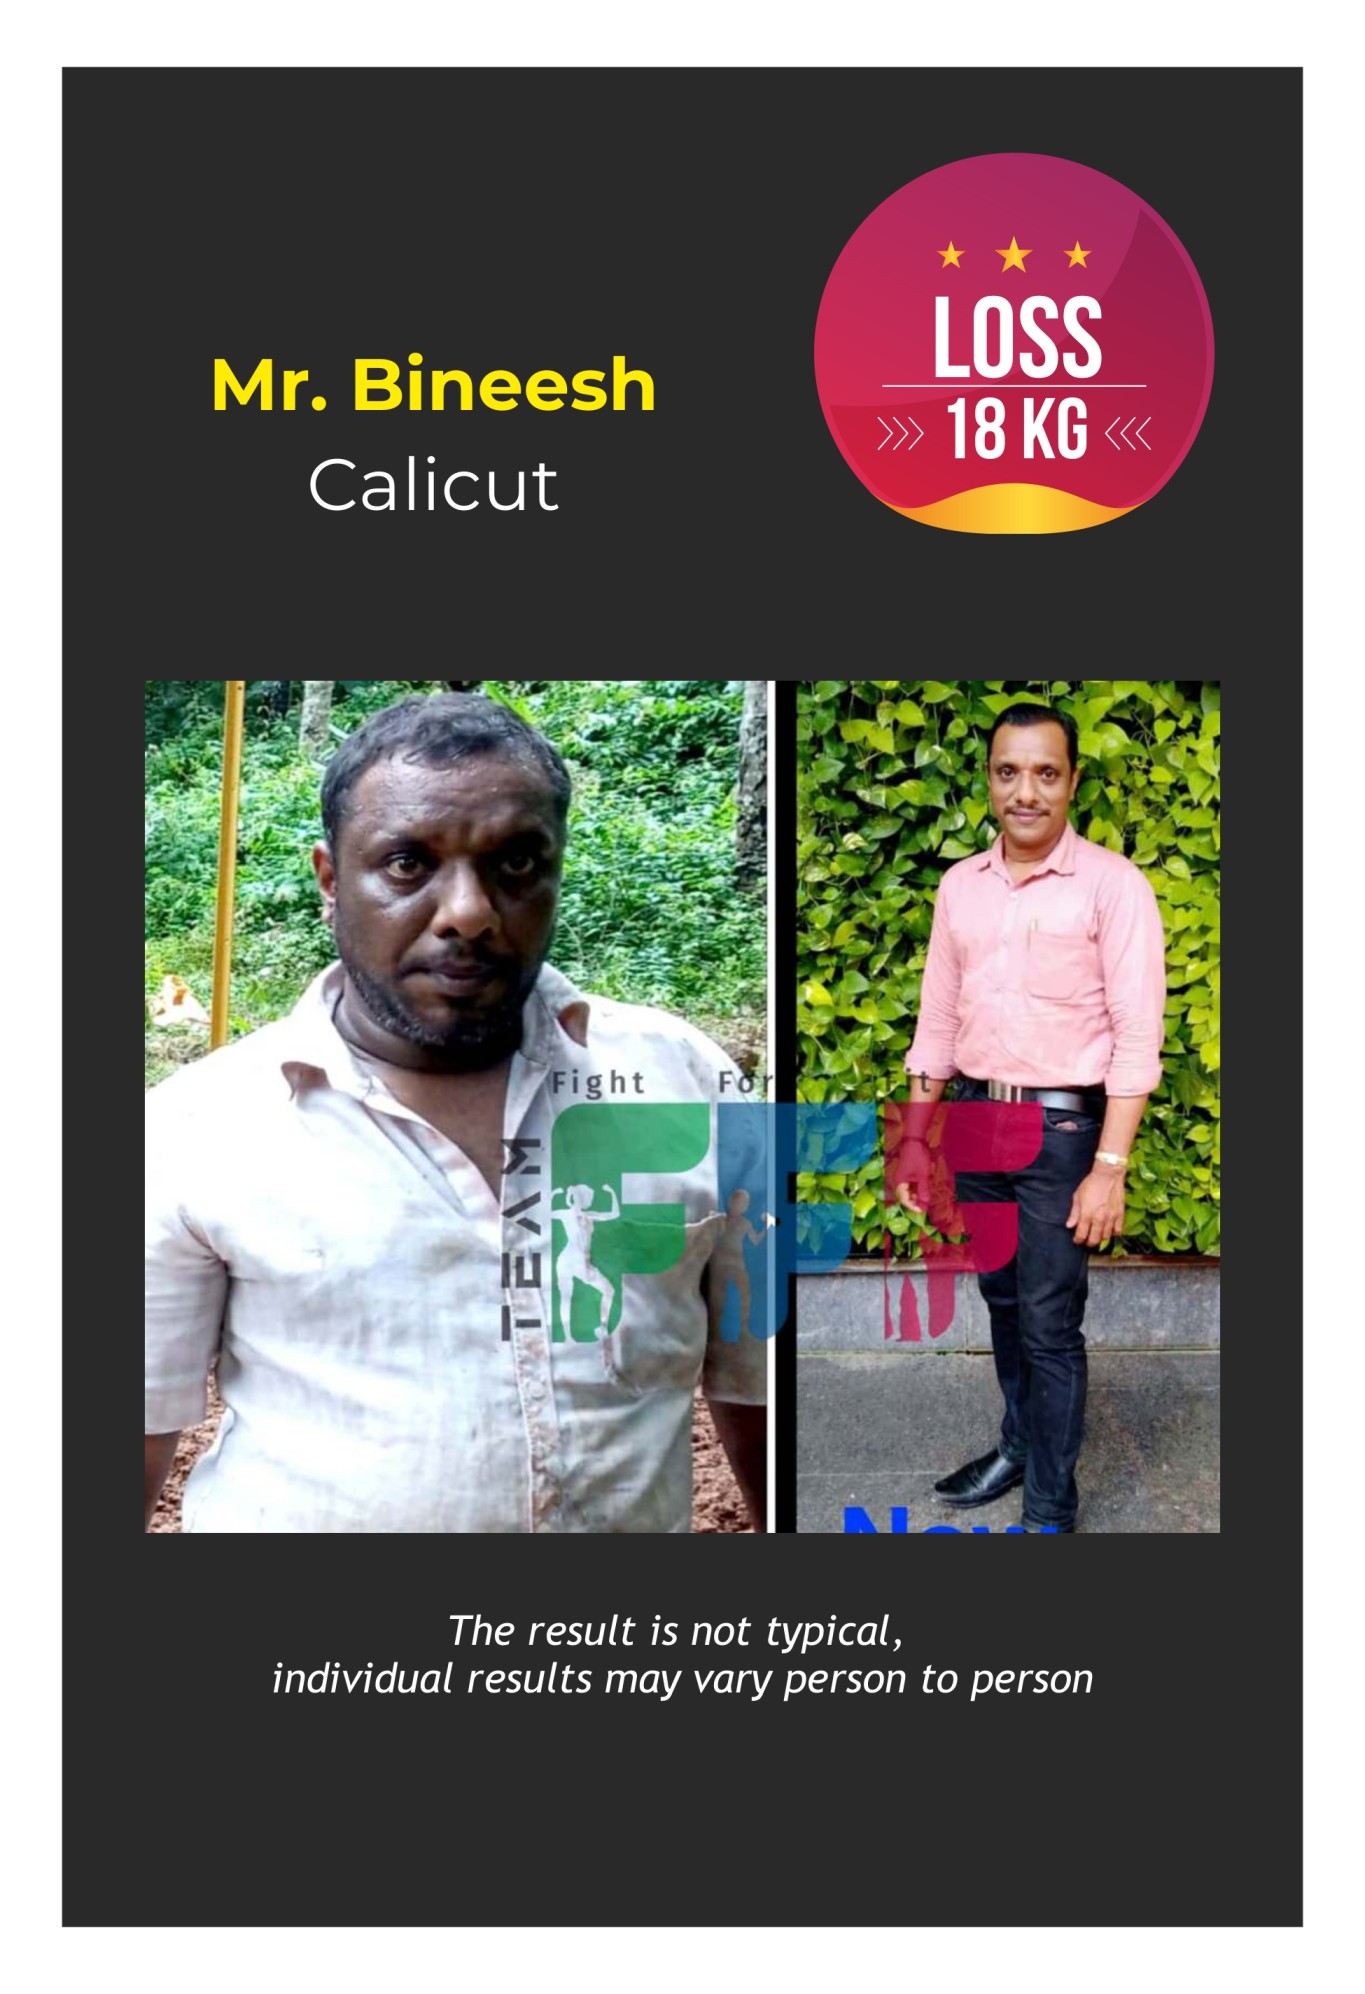 LOSS
18 KG
Mr. Bineesh
Calicut
Fight For Fit
TEAM
FFF
Now
The result is not typical,
individual results may vary person to person